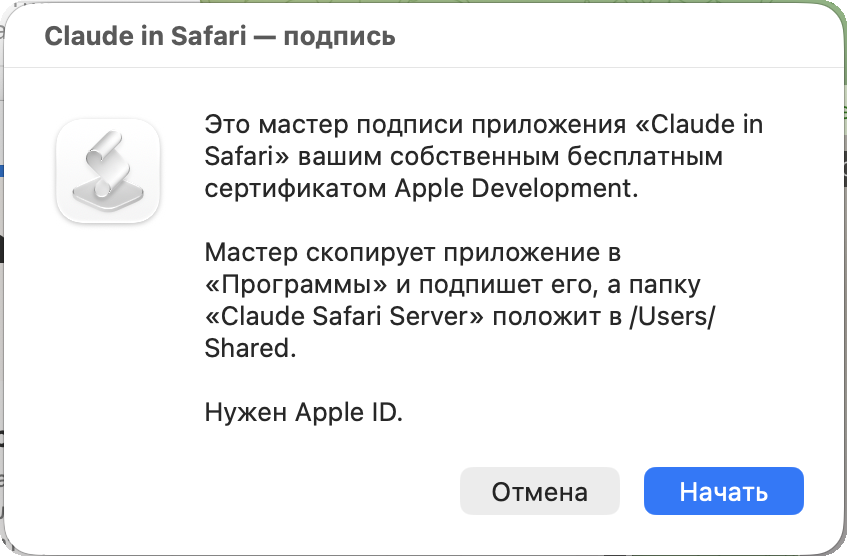 Claude in Safari — подпись
Это мастер подписи приложения «Claude in
Safari» вашим собственным бесплатным
сертификатом Apple Development.
Мастер скопирует приложение в
«Программы» и подпишет его, а папку
«Claude Safari Server» положит в /Users/
Shared.
Нужен Apple ID.
Отмена
Начать